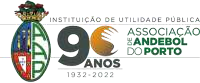 INSTITUIÇÃO DE UTILIDADE PÚBLICA
90
ANOS
1932-2022
ASSOCIAÇÃO
DE ANDEBOL
DO PORTO